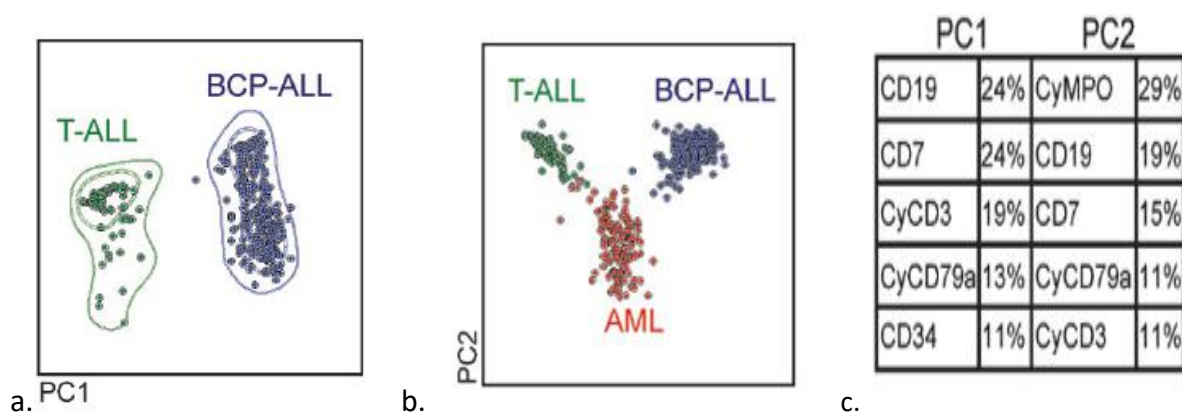 BCP-ALL
T-ALL
PC1
a.
T-ALL
BCP-ALL
AML
PC2
b.
PC1 PC2
CD19 24% CyMPO 29%
CD7 24% CD19 19%
CyCD3 19% CD7 15%
CyCD79a 13% CyCD79a 11%
CD34 11% CyCD3 11%
c.